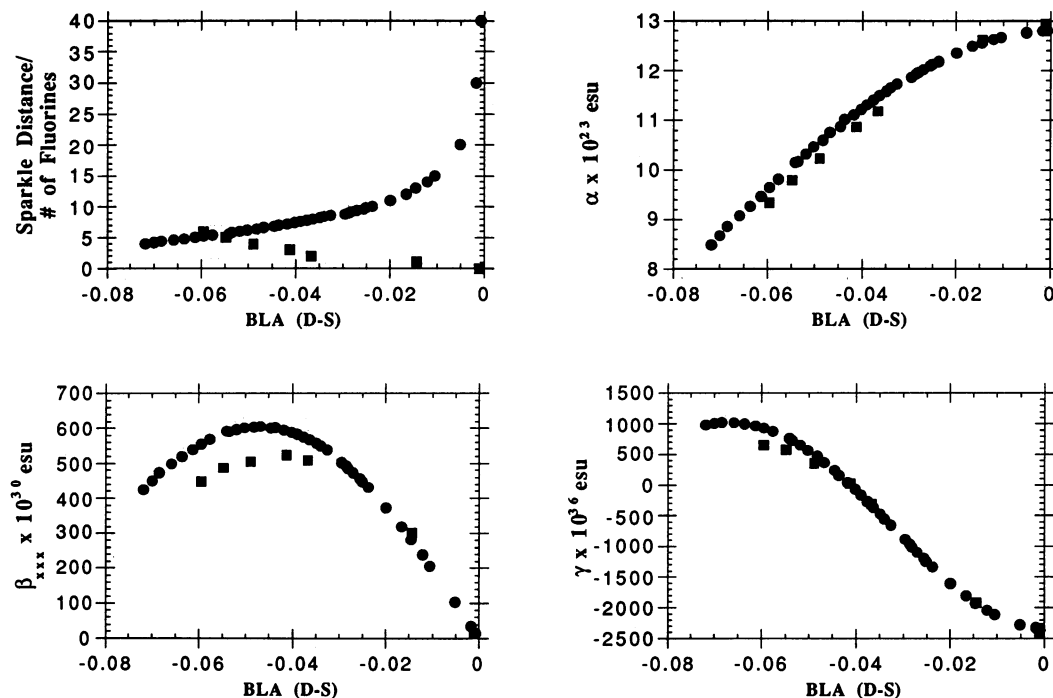 Sparkle Distance/
# of Fluorines
40
35
30
25
20
15
10
5
0
-0.08 -0.06 -0.04 -0.02 0
BLA (D-S)
α x 10²³ esu
13
12
11
10
9
8
-0.08 -0.06 -0.04 -0.02 0
BLA (D-S)
βxxx x 10³⁰ esu
700
600
500
400
300
200
100
0
-0.08 -0.06 -0.04 -0.02 0
BLA (D-S)
γ x 10³⁶ esu
1500
1000
500
0
-500
-1000
-1500
-2000
-2500
-0.08 -0.06 -0.04 -0.02 0
BLA (D-S)